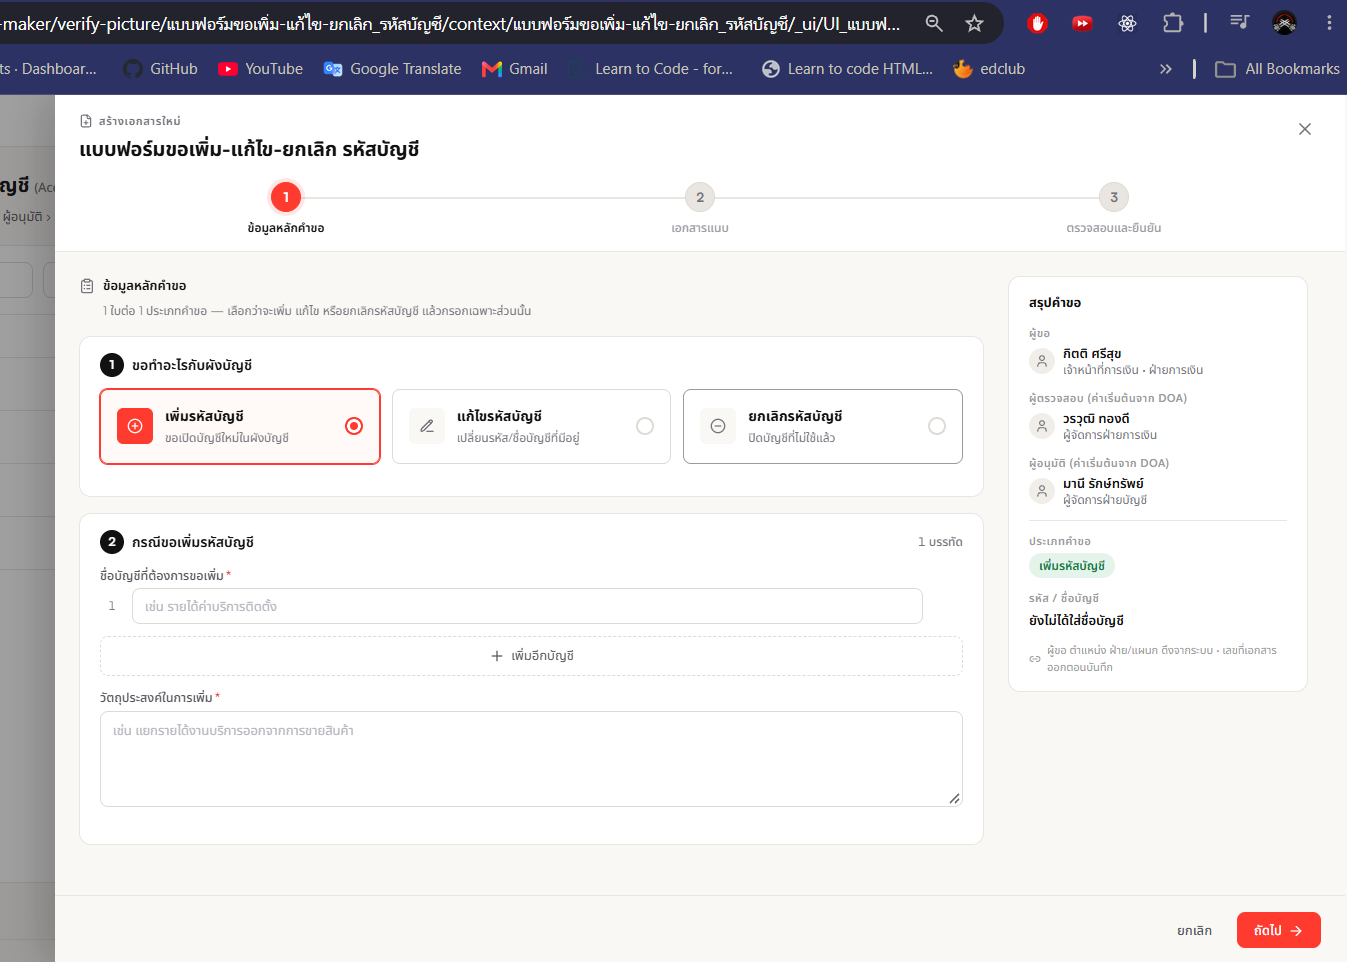 -maker/verify-picture/แบบฟอร์มขอเพิ่ม-แก้ไข-ยกเลิก_รหัสบัญชี/context/แบบฟอร์มขอเพิ่ม-แก้ไข-ยกเลิก_รหัสบัญชี/_ui/UI_แบบฟ...
ts · Dashboar...
GitHub
YouTube
Google Translate
Gmail
Learn to Code - for...
Learn to code HTML...
edclub
»
All Bookmarks
ญชี (Acc
ผู้อนุมัติ ›
สร้างเอกสารใหม่
แบบฟอร์มขอเพิ่ม-แก้ไข-ยกเลิก รหัสบัญชี
1
2
3
ข้อมูลหลักคำขอ
เอกสารแนบ
ตรวจสอบและยืนยัน
ข้อมูลหลักคำขอ
1 ใบต่อ 1 ประเภทคำขอ — เลือกว่าจะเพิ่ม แก้ไข หรือยกเลิกรหัสบัญชี แล้วกรอกเฉพาะส่วนนั้น
1 ขอทำอะไรกับผังบัญชี
เพิ่มรหัสบัญชี
ขอเปิดบัญชีใหม่ในผังบัญชี
แก้ไขรหัสบัญชี
เปลี่ยนรหัส/ชื่อบัญชีที่มีอยู่
ยกเลิกรหัสบัญชี
ปิดบัญชีที่ไม่ใช้แล้ว
2 กรณีขอเพิ่มรหัสบัญชี
1 บรรทัด
ชื่อบัญชีที่ต้องการขอเพิ่ม *
1
เช่น รายได้ค่าบริการติดตั้ง
+ เพิ่มอีกบัญชี
วัตถุประสงค์ในการเพิ่ม *
เช่น แยกรายได้งานบริการออกจากการขายสินค้า
สรุปคำขอ
ผู้ขอ
กิตติ ศรีสุข
เจ้าหน้าที่การเงิน · ฝ่ายการเงิน
ผู้ตรวจสอบ (ค่าเริ่มต้นจาก DOA)
วรวุฒิ ทองดี
ผู้จัดการฝ่ายการเงิน
ผู้อนุมัติ (ค่าเริ่มต้นจาก DOA)
มานี รักษ์ทรัพย์
ผู้จัดการฝ่ายบัญชี
ประเภทคำขอ
เพิ่มรหัสบัญชี
รหัส / ชื่อบัญชี
ยังไม่ได้ใส่ชื่อบัญชี
ผู้ขอ ตำแหน่ง ฝ่าย/แผนก ดึงจากระบบ · เลขที่เอกสาร
ออกตอนบันทึก
ยกเลิก
ถัดไป →